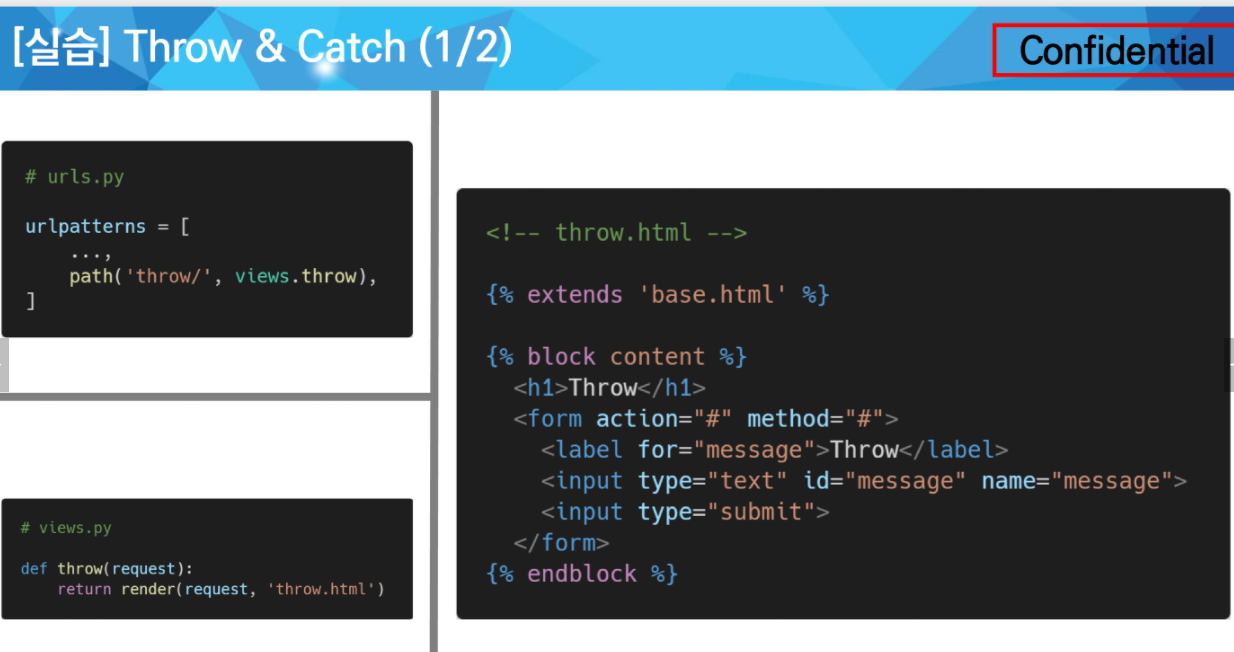 [실습] Throw & Catch (1/2)
Confidential
# urls.py
urlpatterns = [
    ...,
    path('throw/', views.throw),
]
# views.py
def throw(request):
    return render(request, 'throw.html')
<!-- throw.html -->
{% extends 'base.html' %}
{% block content %}
  <h1>Throw</h1>
  <form action="#" method="#">
    <label for="message">Throw</label>
    <input type="text" id="message" name="message">
    <input type="submit">
  </form>
{% endblock %}